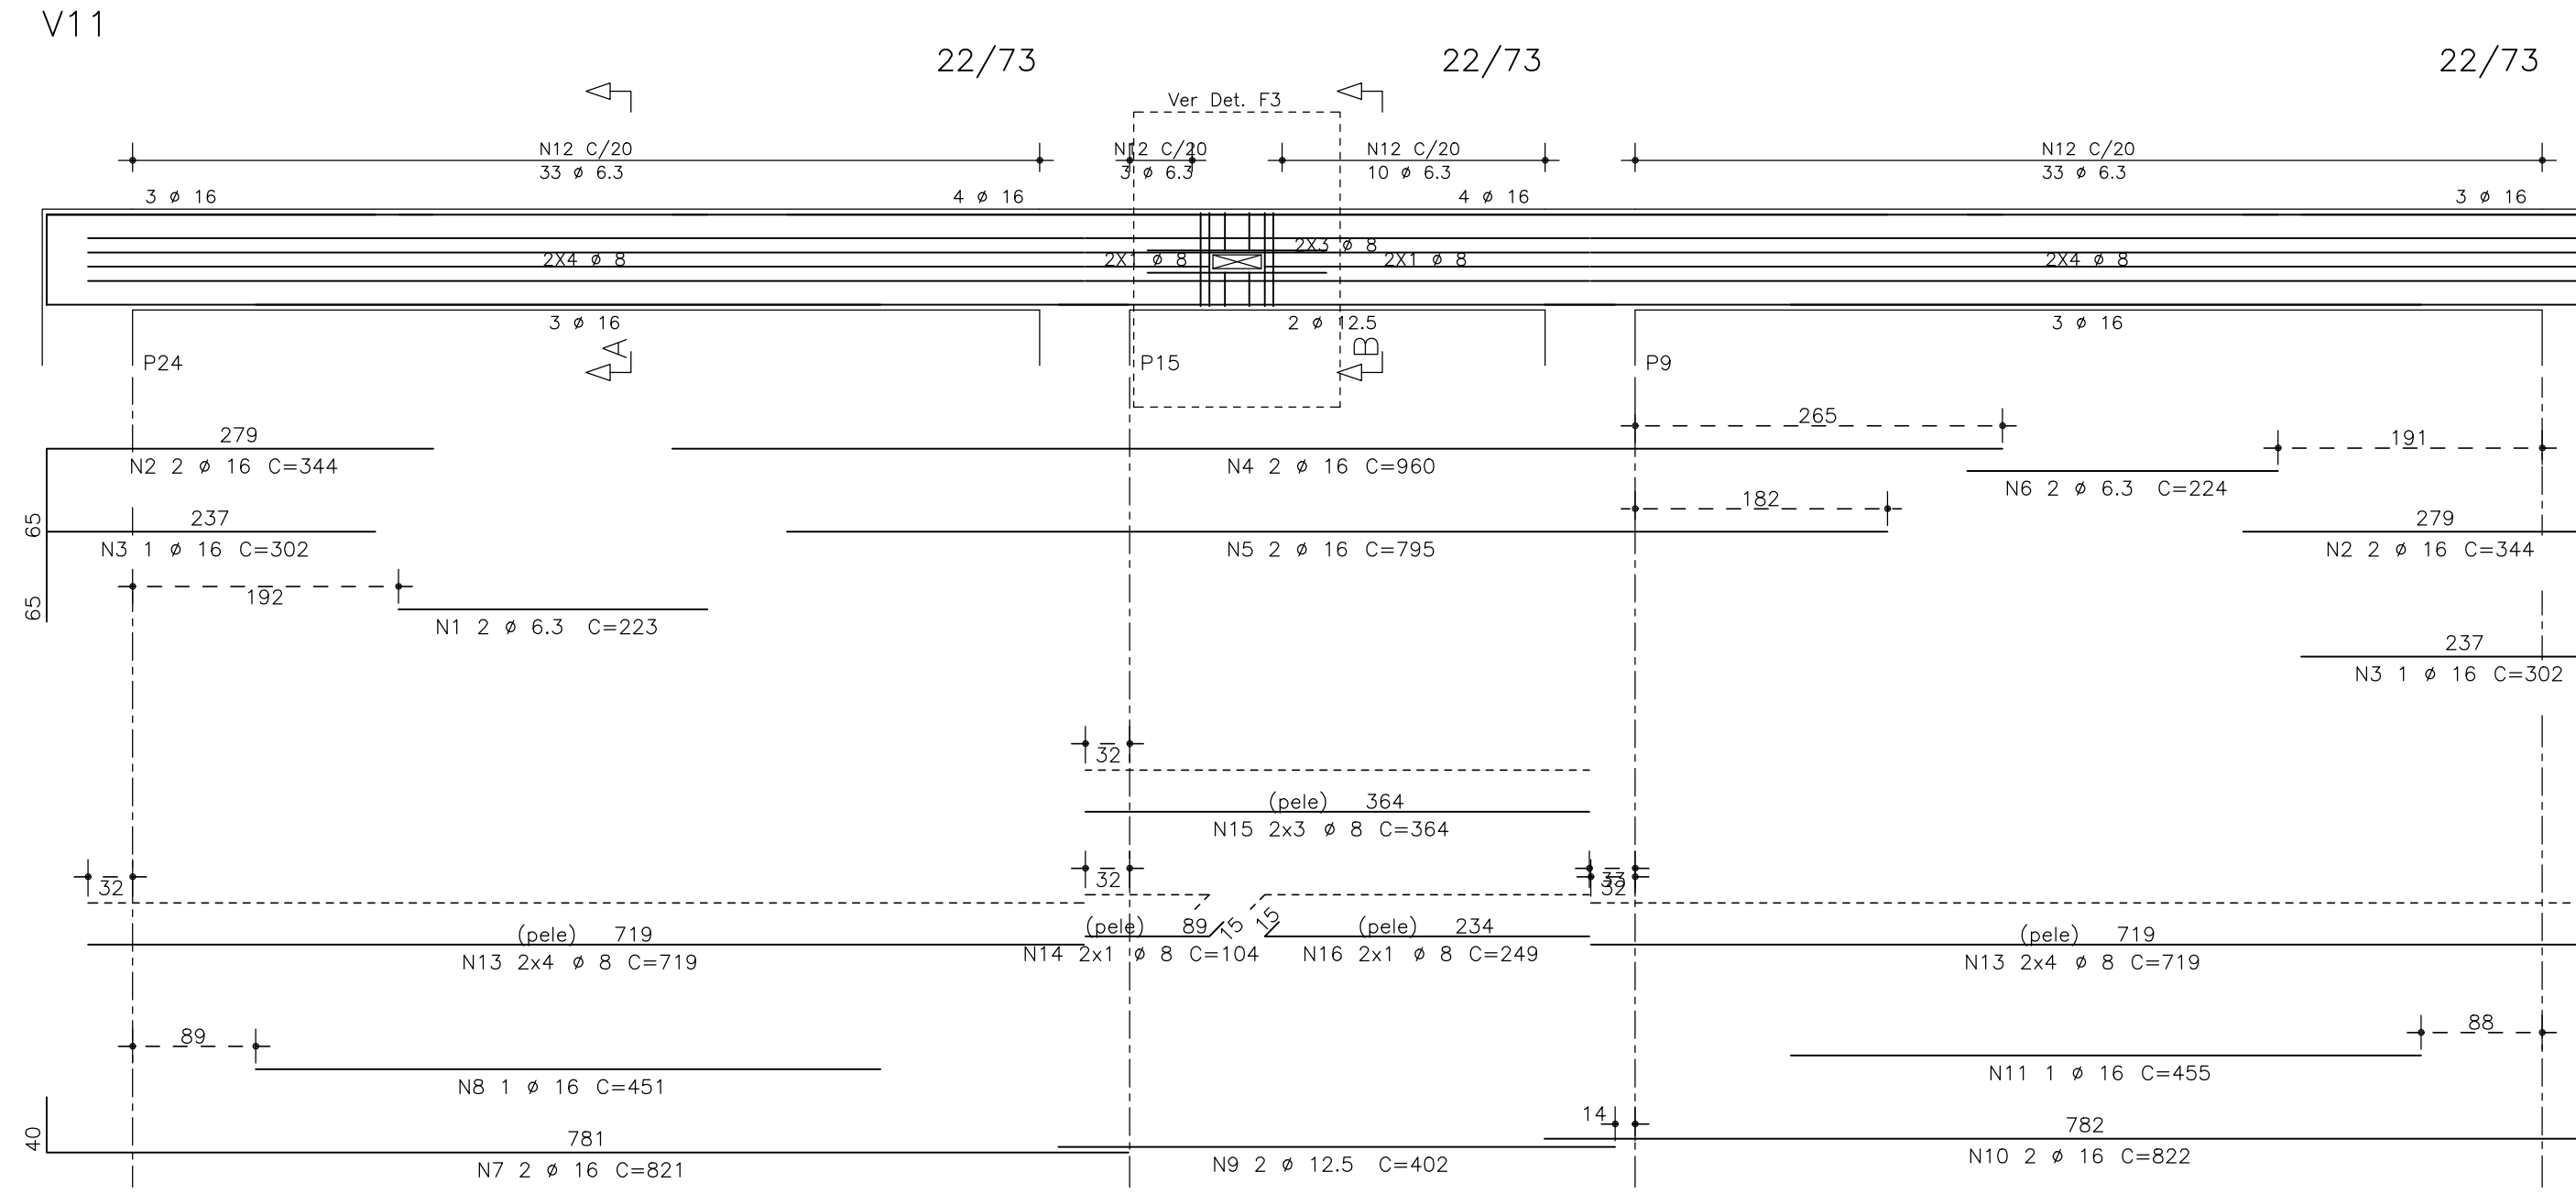 V11
22/73 22/73 22/73
Ver Det. F3
N12 C/20 N12 C/20 N12 C/20 N12 C/20
33 ø 6.3 3 ø 6.3 10 ø 6.3 33 ø 6.3
3 ø 16 4 ø 16 4 ø 16 3 ø 16
2X3 ø 8
2X4 ø 8 2X1 ø 8 2X1 ø 8 2X4 ø 8
3 ø 16 2 ø 12.5 3 ø 16
A B
P24 P15 P9
265
279 191
N2 2 ø 16 C=344 N4 2 ø 16 C=960
N6 2 ø 6.3 C=224
182
65 237 279
N3 1 ø 16 C=302 N5 2 ø 16 C=795 N2 2 ø 16 C=344
192
65
N1 2 ø 6.3 C=223
237
N3 1 ø 16 C=302
32
(pele) 364
N15 2x3 ø 8 C=364
32 32 33
32
(pele) 719 (pele) 89 15 15 (pele) 234 (pele) 719
N14 2x1 ø 8 C=104 N16 2x1 ø 8 C=249
N13 2x4 ø 8 C=719 N13 2x4 ø 8 C=719
89 88
N8 1 ø 16 C=451 N11 1 ø 16 C=455
14
40 781 782
N7 2 ø 16 C=821 N9 2 ø 12.5 C=402 N10 2 ø 16 C=822